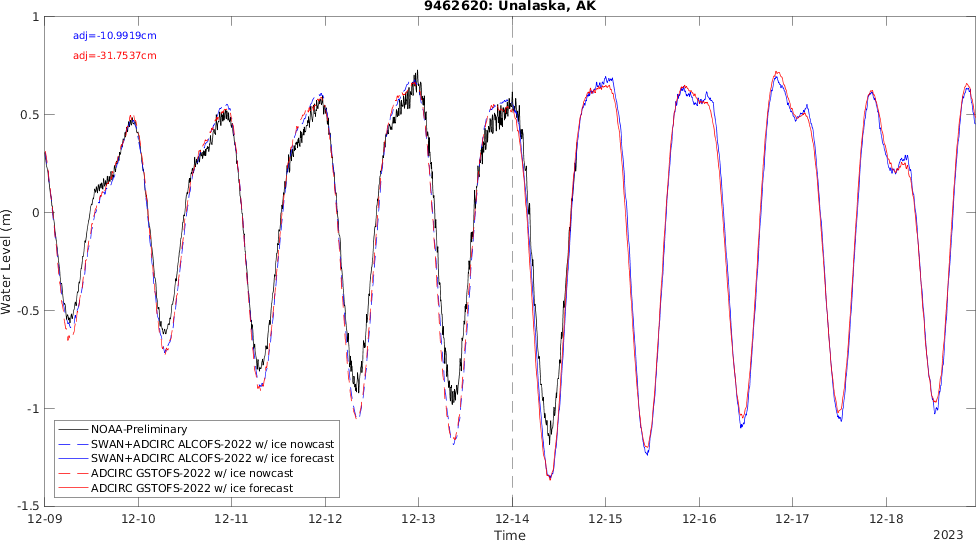 9462620: Unalaska, AK
adj=-10.9919cm
adj=-31.7537cm
1
0.5
0
-0.5
-1
-1.5
Water Level (m)
NOAA-Preliminary
SWAN+ADCIRC ALCOFS-2022 w/ ice nowcast
SWAN+ADCIRC ALCOFS-2022 w/ ice forecast
ADCIRC GSTOFS-2022 w/ ice nowcast
ADCIRC GSTOFS-2022 w/ ice forecast
12-09 12-10 12-11 12-12 12-13 12-14 12-15 12-16 12-17 12-18
Time
2023